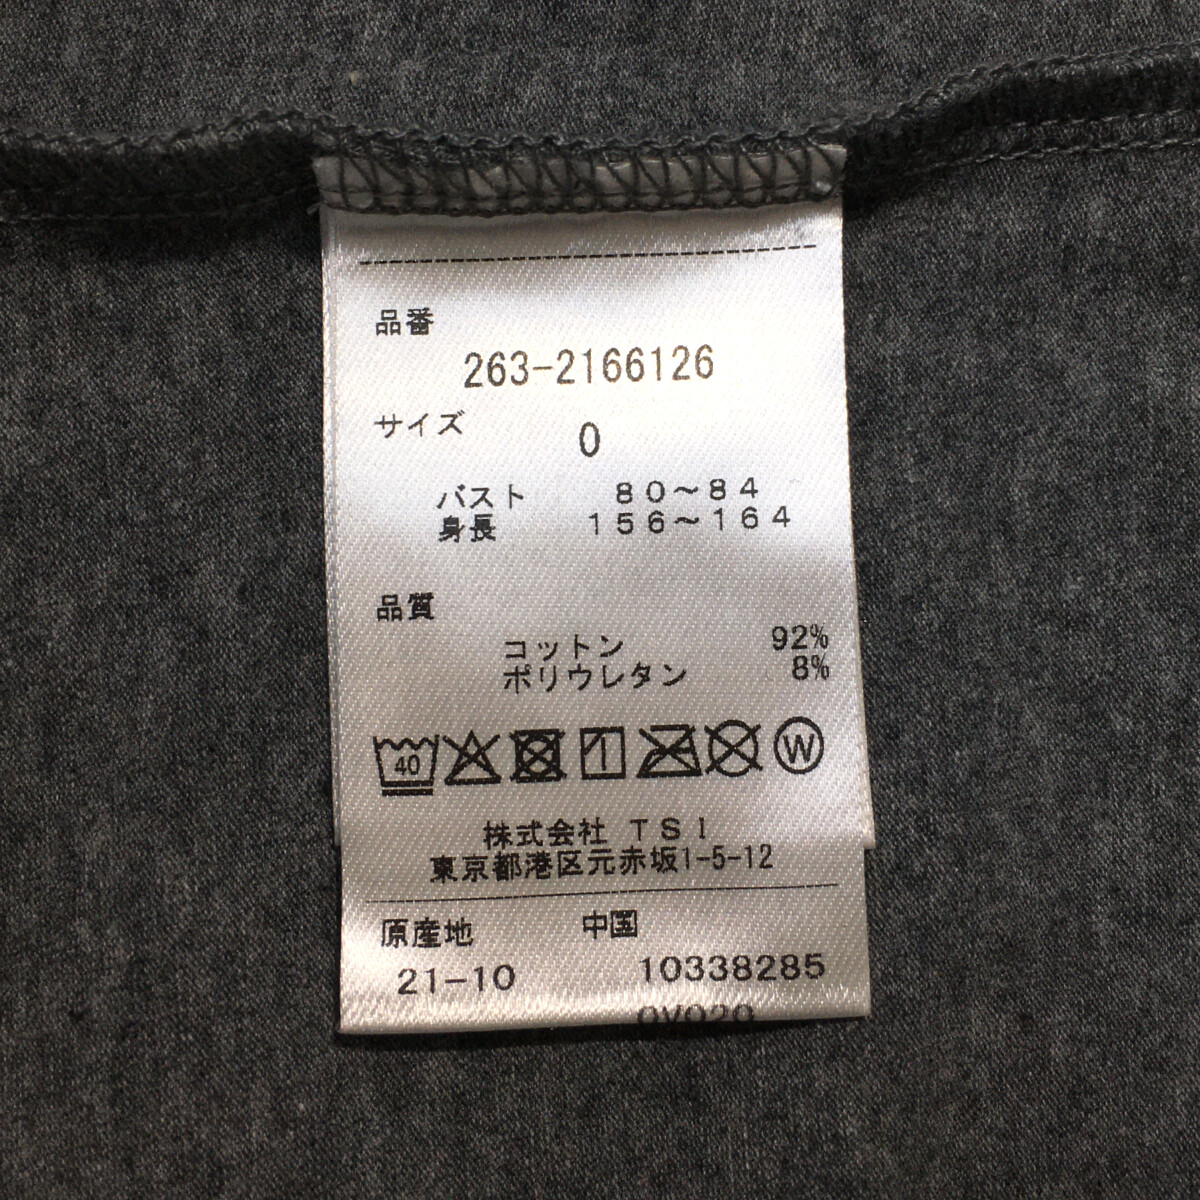 品番
263-2166126
サイズ 0
バスト 80～84
身長 156～164
品質
コットン 92%
ポリウレタン 8%
40 W
株式会社 TSI
東京都港区元赤坂1-5-12
原産地 中国
21-10 10338285